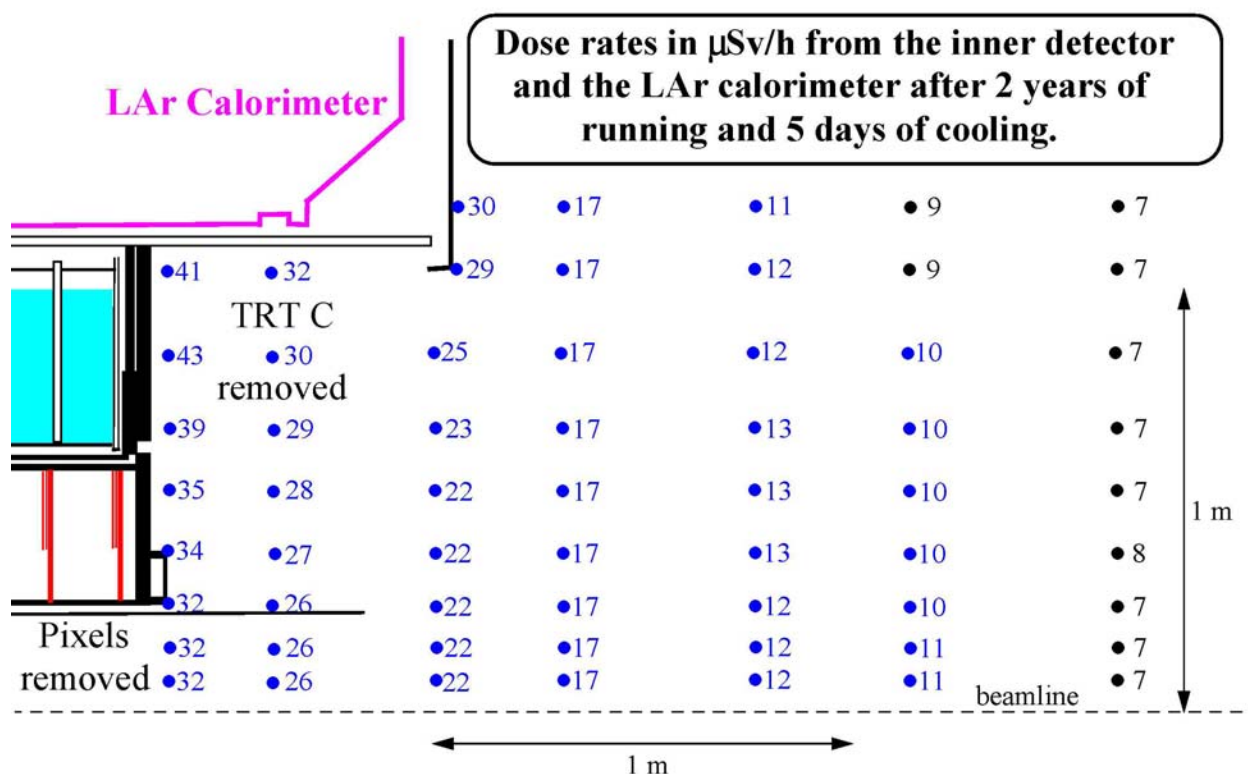 Dose rates in µSv/h from the inner detector
and the LAr calorimeter after 2 years of
running and 5 days of cooling.
LAr Calorimeter
30 17 11 9 7
41 32 29 17 12 9 7
TRT C
43 30 25 17 12 10 7
removed
39 29 23 17 13 10 7
35 28 22 17 13 10 7
1 m
34 27 22 17 13 10 8
32 26 22 17 12 10 7
Pixels
32 26 22 17 12 11 7
removed
32 26 22 17 12 11 7
beamline
1 m